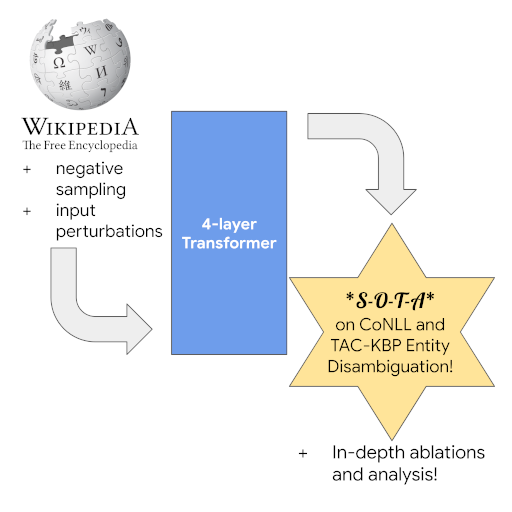 Ω
W
И
維
WIKIPEDIA
The Free Encyclopedia
+ negative
sampling
+ input
perturbations
4-layer
Transformer
*S-O-T-A*
on CoNLL and
TAC-KBP Entity
Disambiguation!
+ In-depth ablations
and analysis!